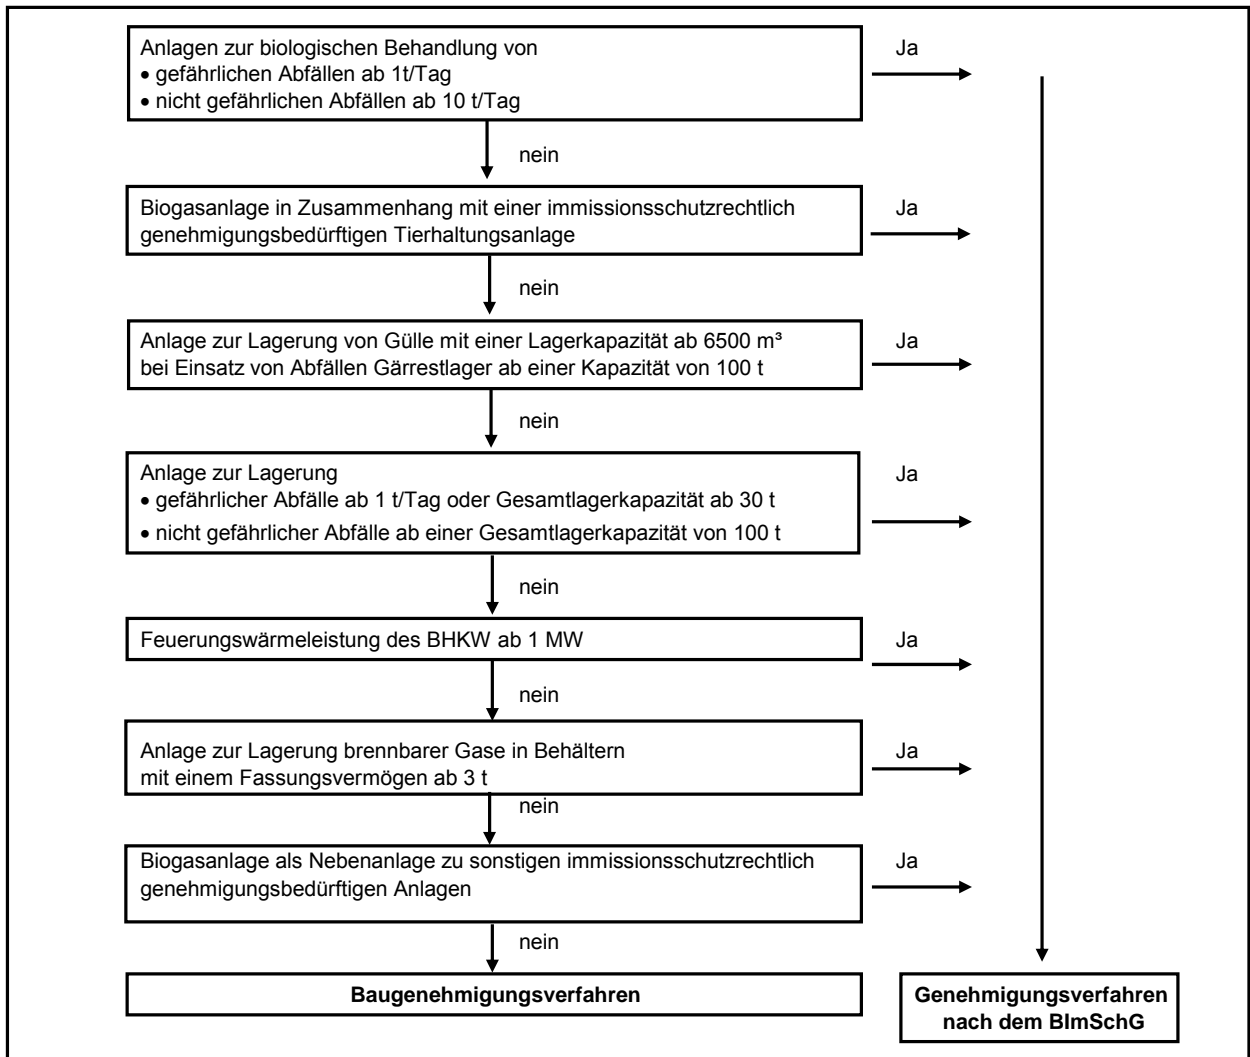 Anlagen zur biologischen Behandlung von
• gefährlichen Abfällen ab 1t/Tag
• nicht gefährlichen Abfällen ab 10 t/Tag
Ja
nein
Biogasanlage in Zusammenhang mit einer immissionsschutzrechtlich
genehmigungsbedürftigen Tierhaltungsanlage
Ja
nein
Anlage zur Lagerung von Gülle mit einer Lagerkapazität ab 6500 m³
bei Einsatz von Abfällen Gärrestlager ab einer Kapazität von 100 t
Ja
nein
Anlage zur Lagerung
• gefährlicher Abfälle ab 1 t/Tag oder Gesamtlagerkapazität ab 30 t
• nicht gefährlicher Abfälle ab einer Gesamtlagerkapazität von 100 t
Ja
nein
Feuerungswärmeleistung des BHKW ab 1 MW
Ja
nein
Anlage zur Lagerung brennbarer Gase in Behältern
mit einem Fassungsvermögen ab 3 t
Ja
nein
Biogasanlage als Nebenanlage zu sonstigen immissionsschutzrechtlich
genehmigungsbedürftigen Anlagen
Ja
nein
Baugenehmigungsverfahren
Genehmigungsverfahren
nach dem BImSchG